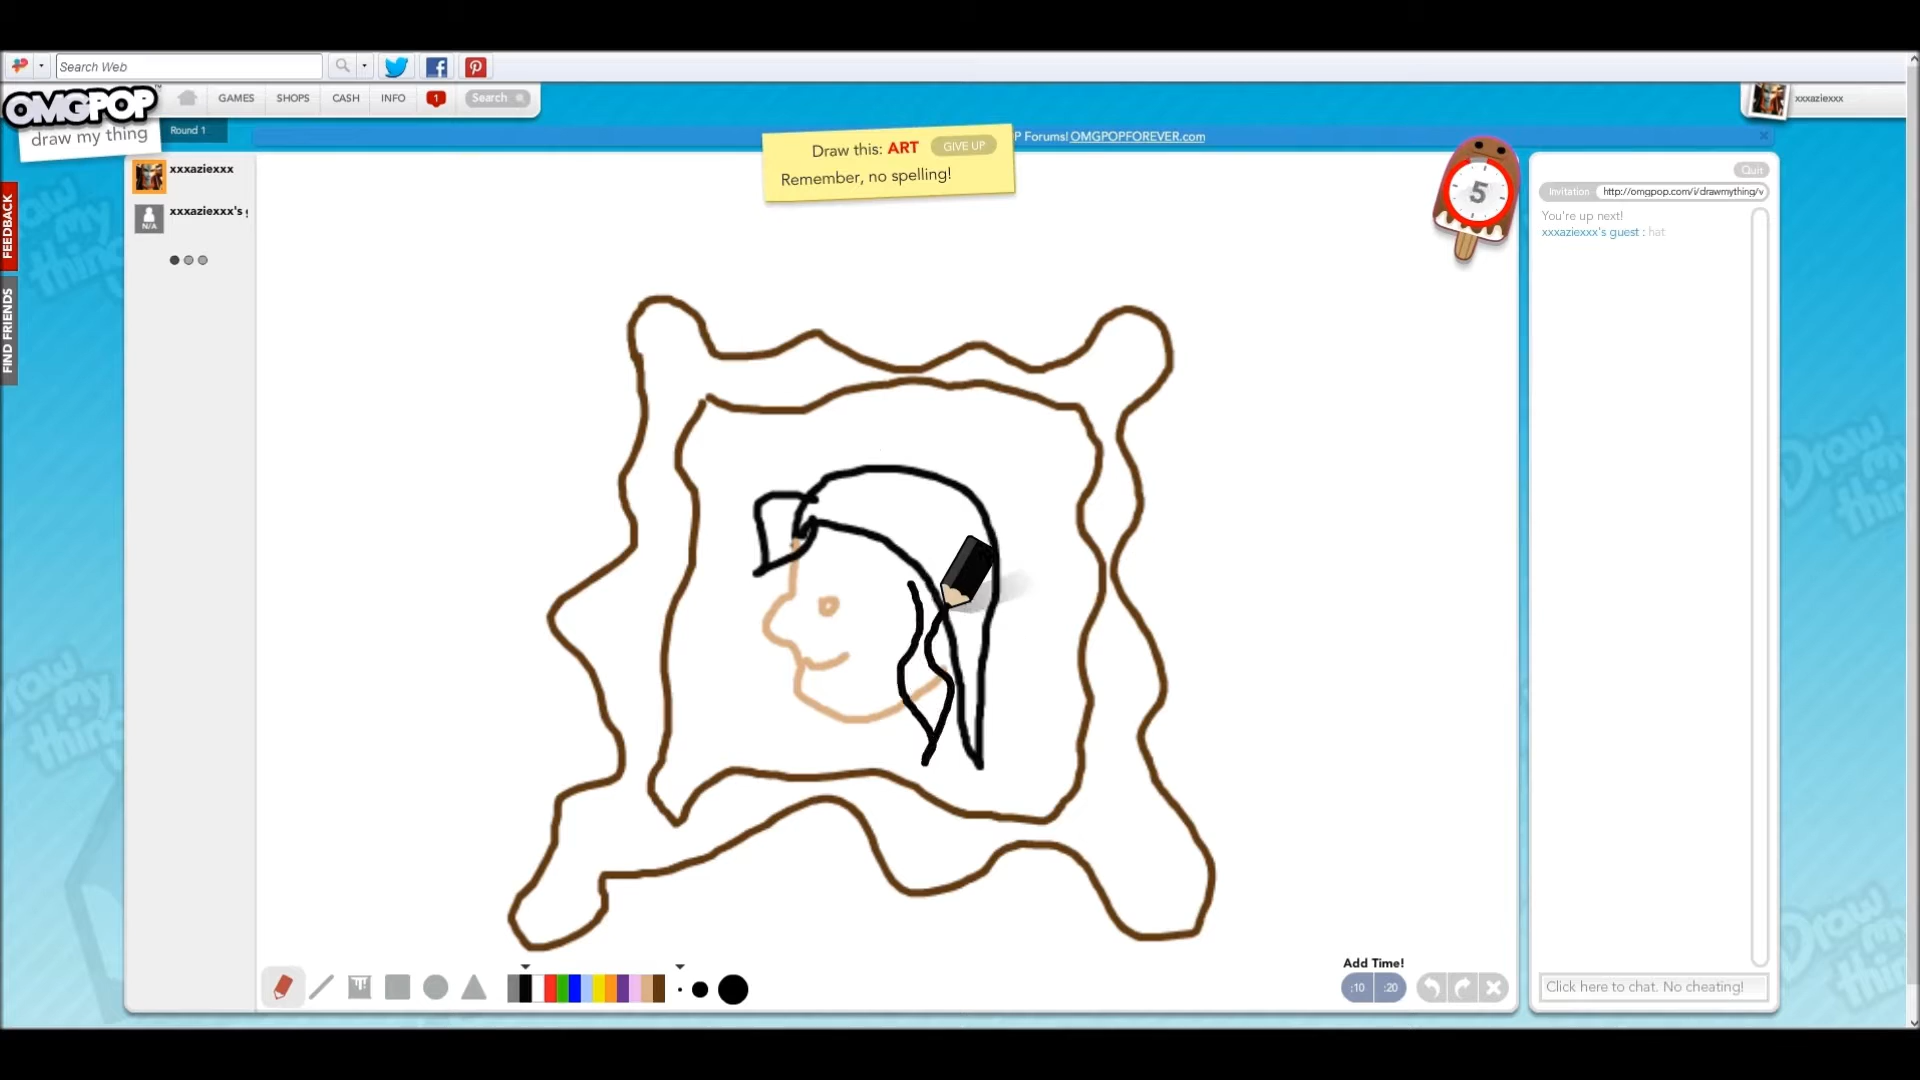 Search Web
OMGPOP
GAMES SHOPS CASH INFO 1 Search
xxxaziexxx
draw my thing
Round 1
P Forums! OMGPOPFOREVER.com
Draw this: ART GIVE UP
Remember, no spelling!
5
xxxaziexxx
xxxaziexxx's
N/A
FEEDBACK
FIND FRIENDS
Quit
Invitation http://omgpop.com/i/drawmything/v
You're up next!
xxxaziexxx's guest : hat
Add Time!
:10 :20
Click here to chat. No cheating!